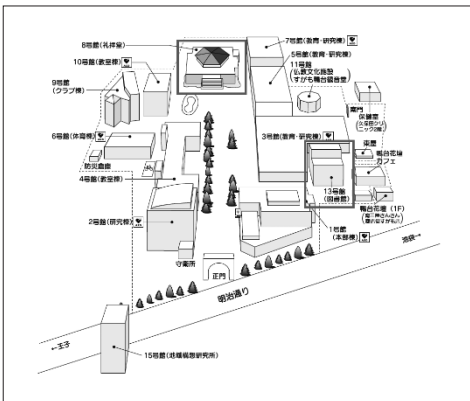 8号館(礼拝堂)
10号館(教室棟)
9号館
(クラブ棟)
6号館(体育棟)
防災倉庫
4号館(教室棟)
2号館(研究棟)
守衛所
正門
7号館(教育・研究棟)
5号館(教育・研究棟)
11号館
(仏教文化施設
すがも鴨台観音堂)
南門
保健室
3号館(教育・研究棟)
東屋
鴨台花壇
カフェ
13号館
(図書館)
鴨台花壇(1F)
1号館
(本部棟)
池袋→
明治通り
←王子
15号館(地域構想研究所)